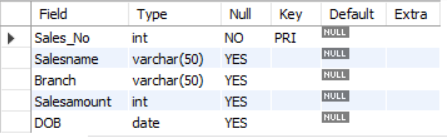 Field Type Null Key Default Extra
Sales_No int NO PRI NULL
Salesname varchar(50) YES NULL
Branch varchar(50) YES NULL
Salesamount int YES NULL
DOB date YES NULL